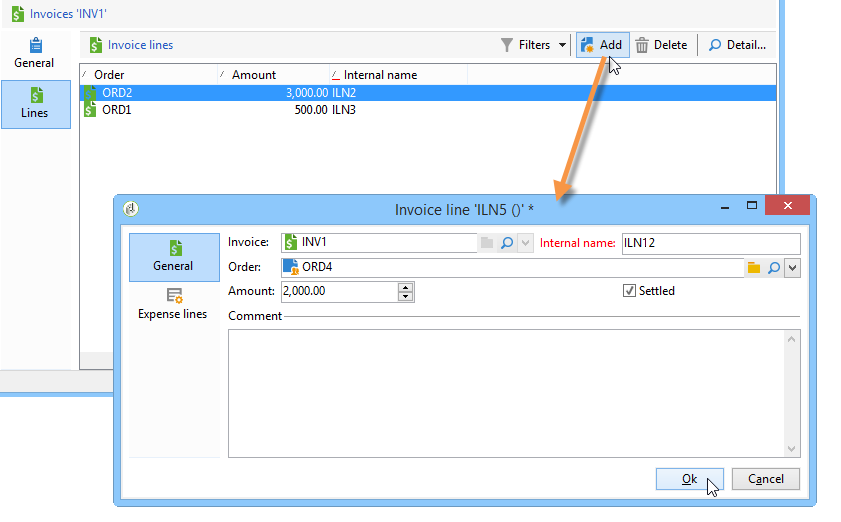 Invoices 'INV1'
General
Lines
Invoice lines
Filters
Add
Delete
Detail...
Order Amount Internal name
ORD2 3,000.00 ILN2
ORD1 500.00 ILN3
Invoice line 'ILN5 ()' *
General
Expense lines
Invoice: INV1 Internal name: ILN12
Order: ORD4
Amount: 2,000.00 Settled
Comment
Ok Cancel